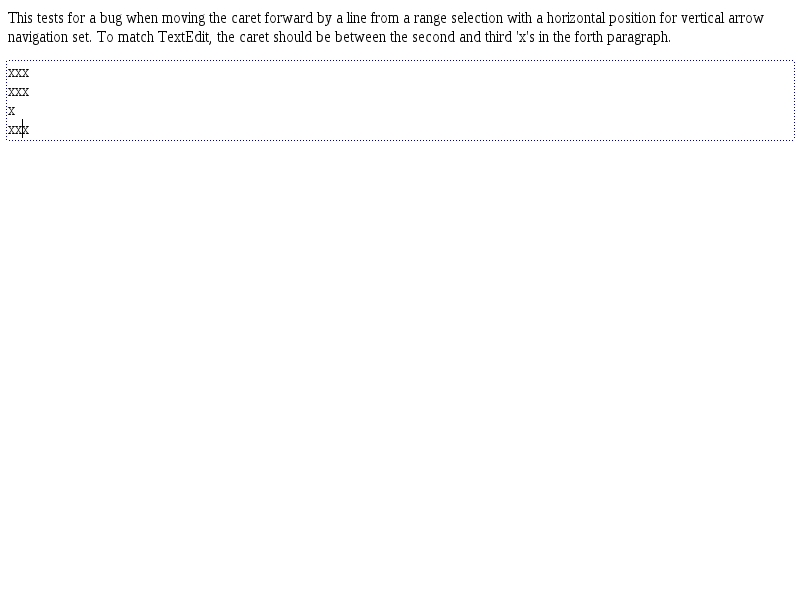 This tests for a bug when moving the caret forward by a line from a range selection with a horizontal position for vertical arrow
navigation set. To match TextEdit, the caret should be between the second and third 'x's in the forth paragraph.
xxx
xxx
x
xxx